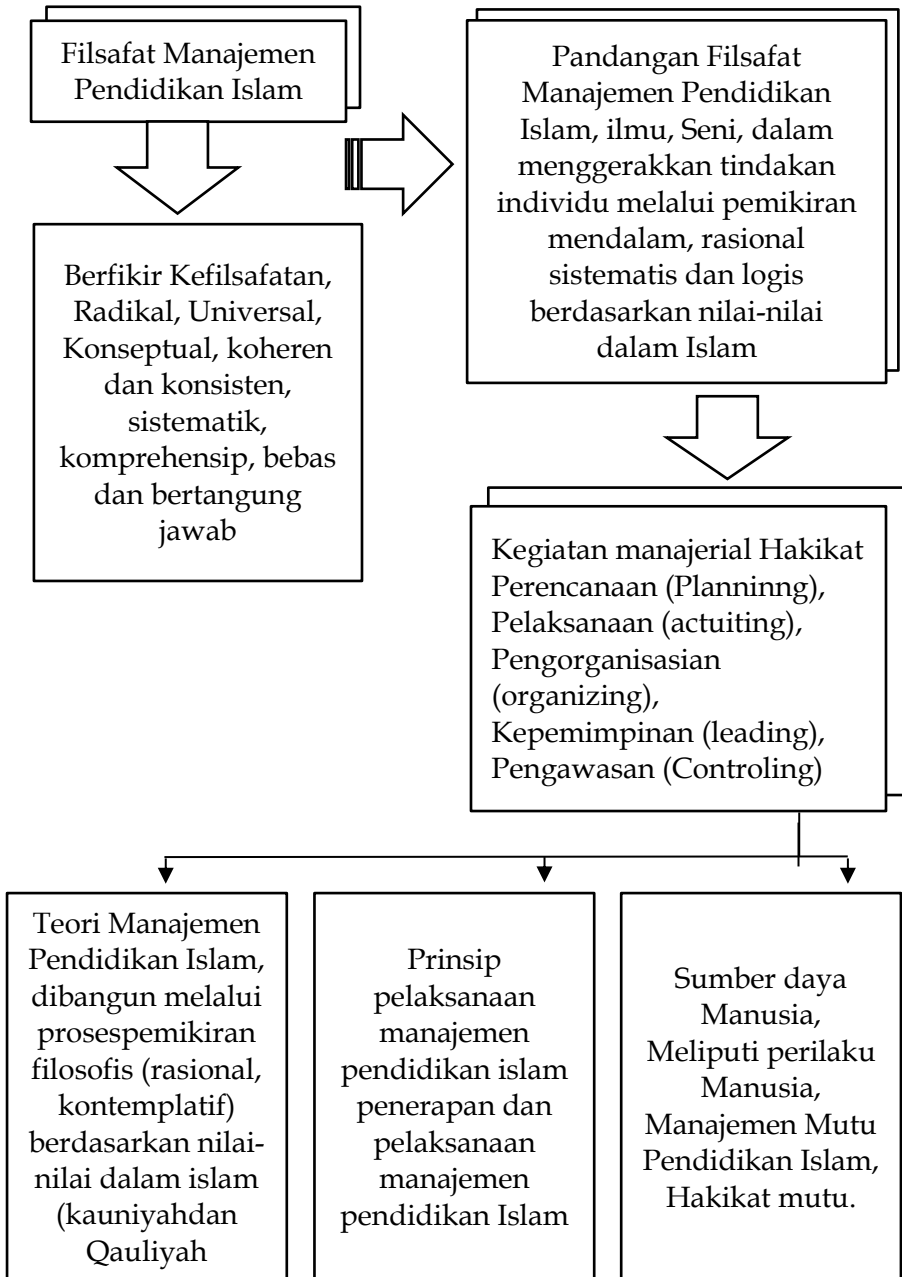 Filsafat Manajemen
Pendidikan Islam
Pandangan Filsafat
Manajemen Pendidikan
Islam, ilmu, Seni, dalam
menggerakkan tindakan
individu melalui pemikiran
mendalam, rasional
sistematis dan logis
berdasarkan nilai-nilai
dalam Islam
Berfikir Kefilsafatan,
Radikal, Universal,
Konseptual, koheren
dan konsisten,
sistematik,
komprehensip, bebas
dan bertangung
jawab
Kegiatan manajerial Hakikat
Perencanaan (Planninng),
Pelaksanaan (actuiting),
Pengorganisasian
(organizing),
Kepemimpinan (leading),
Pengawasan (Controling)
Teori Manajemen
Pendidikan Islam,
dibangun melalui
prosespemikiran
filosofis (rasional,
kontemplatif)
berdasarkan nilai-
nilai dalam islam
(kauniyahdan
Qauliyah
Prinsip
pelaksanaan
manajemen
pendidikan islam
penerapan dan
pelaksanaan
manajemen
pendidikan Islam
Sumber daya
Manusia,
Meliputi perilaku
Manusia,
Manajemen Mutu
Pendidikan Islam,
Hakikat mutu.